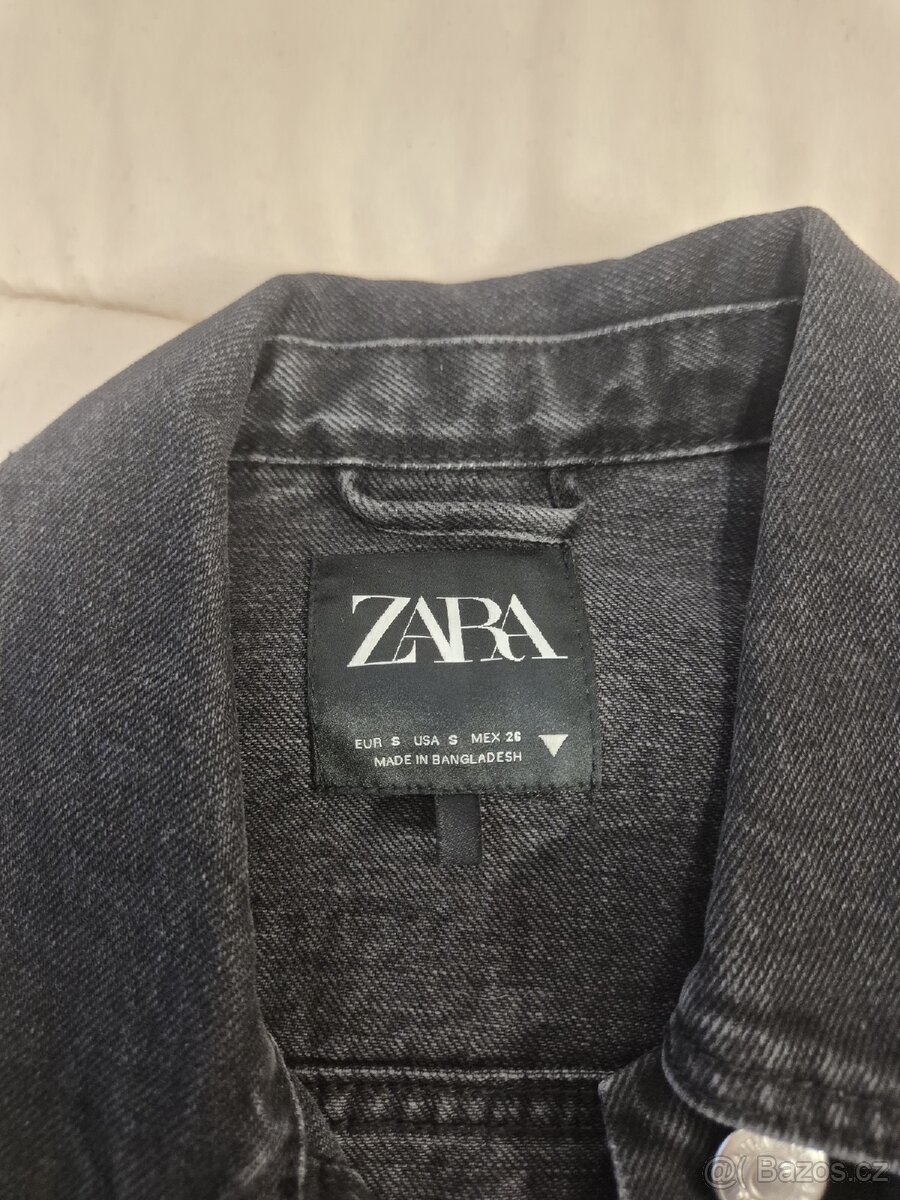 ZARA
EUR S USA S MEX 26
MADE IN BANGLADESH
@( Bazos.cz